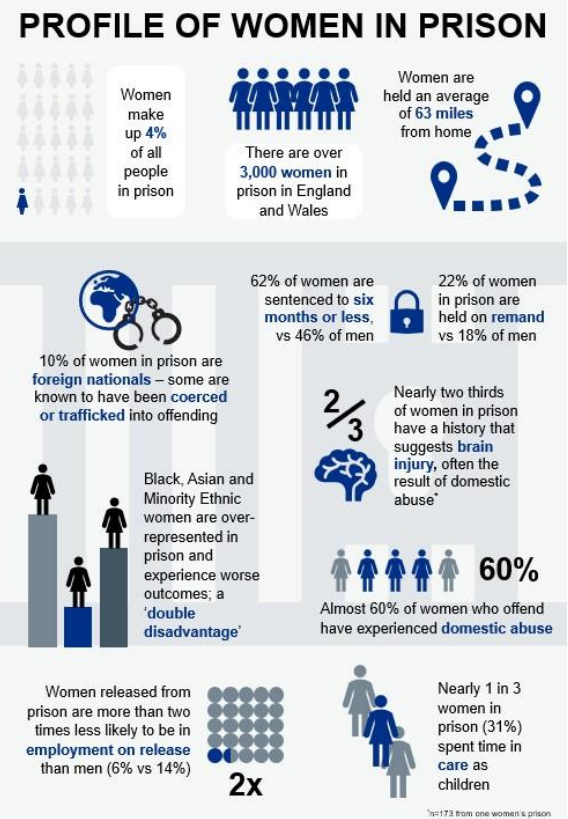 PROFILE OF WOMEN IN PRISON
Women
make
up 4%
of all
people
in prison
There are over
3,000 women in
prison in England
and Wales
Women are
held an average
of 63 miles
from home
10% of women in prison are
foreign nationals – some are
known to have been coerced
or trafficked into offending
62% of women are
sentenced to six
months or less,
vs 46% of men
22% of women
in prison are
held on remand
vs 18% of men
2/3
Nearly two thirds
of women in prison
have a history that
suggests brain
injury, often the
result of domestic
abuse*
Black, Asian and
Minority Ethnic
women are over-
represented in
prison and
experience worse
outcomes; a
‘double
disadvantage’
60%
Almost 60% of women who offend
have experienced domestic abuse
Women released from
prison are more than two
times less likely to be in
employment on release
than men (6% vs 14%)
2x
Nearly 1 in 3
women in
prison (31%)
spent time in
care as
children
*n=173 from one women's prison